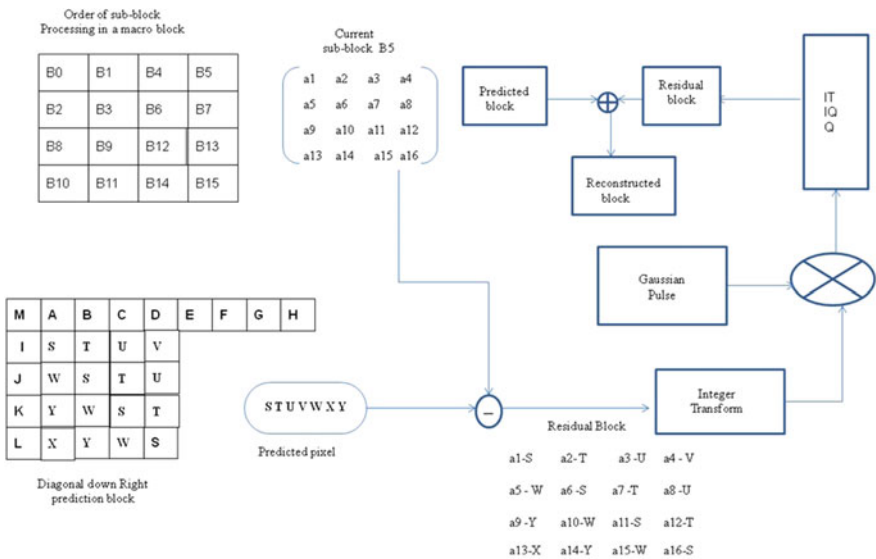 Order of sub-block
Processing in a macro block
B0 B1 B4 B5
B2 B3 B6 B7
B8 B9 B12 B13
B10 B11 B14 B15
Current
sub-block B5
a1 a2 a3 a4
a5 a6 a7 a8
a9 a10 a11 a12
a13 a14 a15 a16
Predicted
block
Residual
block
IT
IQ
Q
Reconstructed
block
Gaussian
Pulse
M A B C D E F G H
I S T U V
J W S T U
K Y W S T
L X Y W S
Diagonal down Right
prediction block
S T U V W X Y
Predicted pixel
–
Integer
Transform
Residual Block
a1-S a2-T a3-U a4-V
a5-W a6-S a7-T a8-U
a9-Y a10-W a11-S a12-T
a13-X a14-Y a15-W a16-S